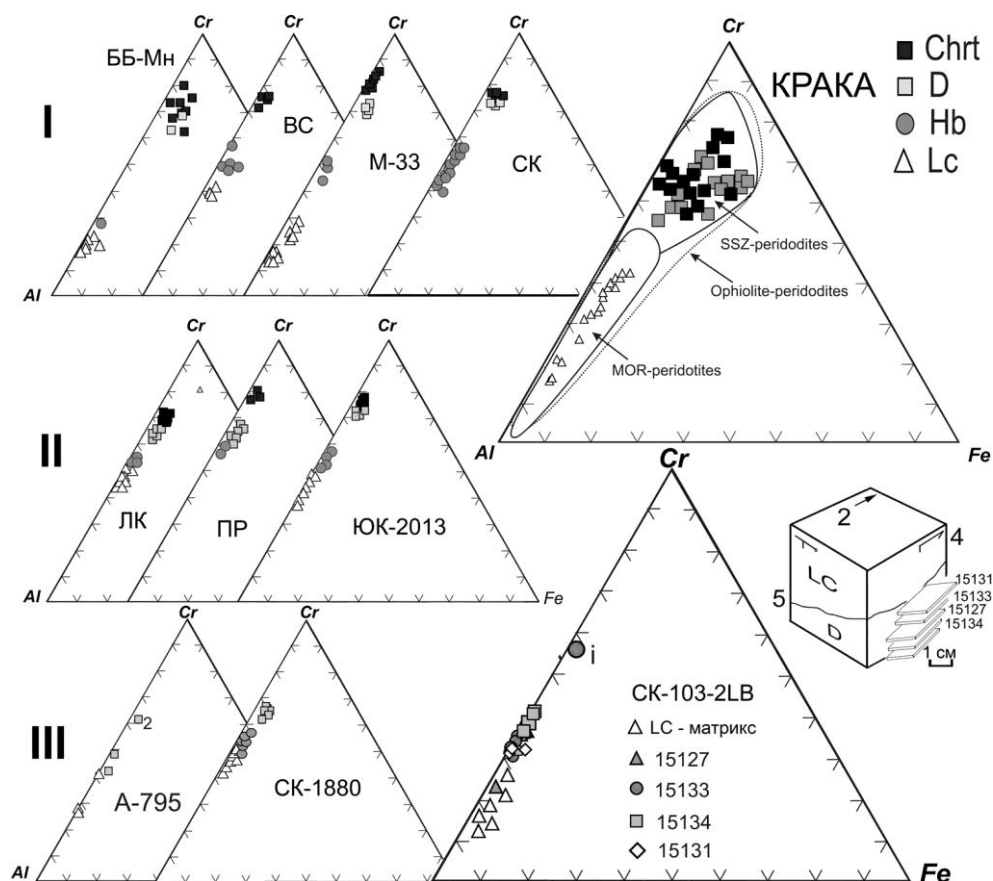 Cr
Cr
Cr
Cr
ББ-Мн
I
ВС
М-33
СК
Al
Cr
КРАКА
Chrt
D
Hb
Lc
SSZ-peridodites
Ophiolite-peridodites
MOR-peridotites
Al
Fe
Cr
Cr
Cr
II
ЛК
ПР
ЮК-2013
Al
Fe
Cr
Cr
III
2
А-795
СК-1880
Al
Cr
i
СК-103-2LB
LC - матрикс
15127
15133
15134
15131
Fe
2
4
5
LC
D
15131
15133
15127
15134
1 см